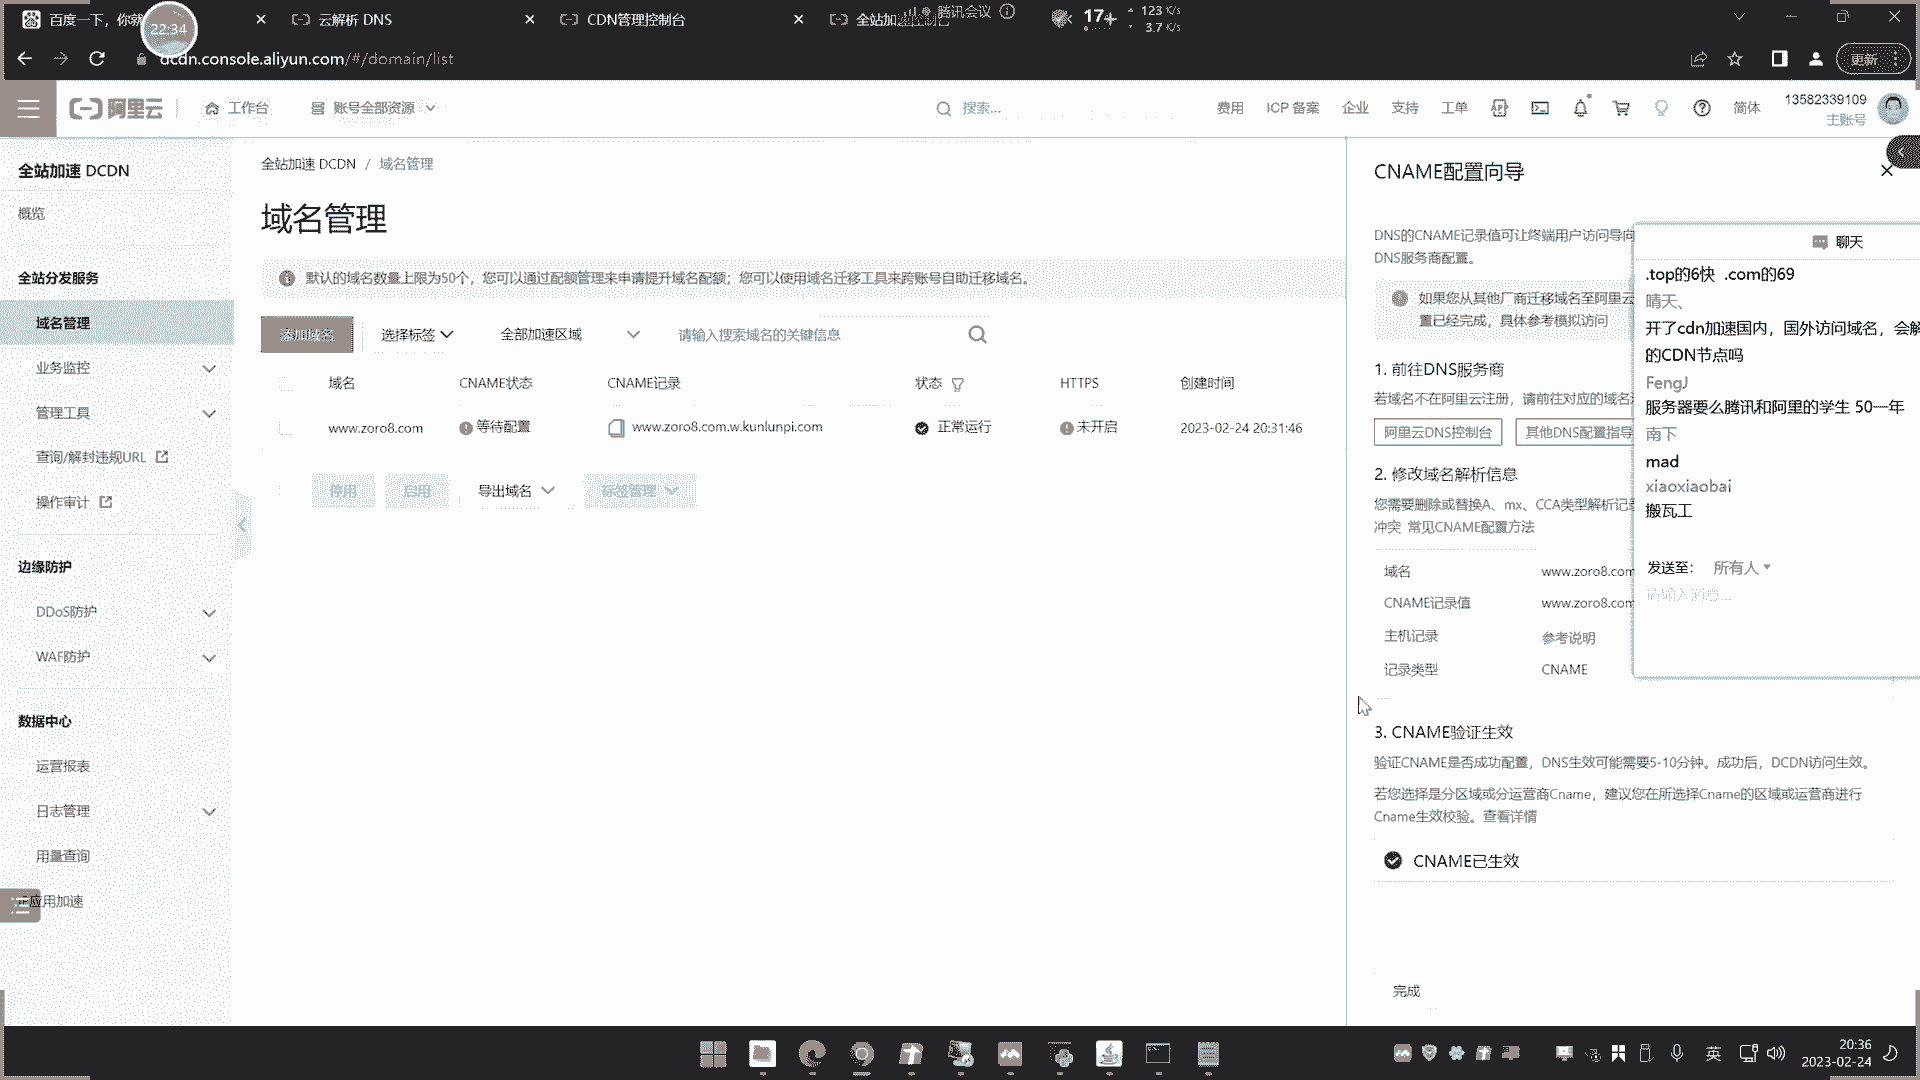 百度一下，你就
22:34
云解析 DNS
CDN管理控制台
腾讯会议
17
123 K/s
3.7 K/s
dcdn.console.aliyun.com/#/domain/list
更新
阿里云
工作台
账号全部资源
搜索...
费用
ICP 备案
企业
支持
工单
简体
13582339109
主账号
全站加速 DCDN
概览
全站分发服务
域名管理
业务监控
管理工具
查询/解封违规URL
操作审计
边缘防护
DDoS防护
WAF防护
数据中心
运营报表
日志管理
用量查询
应用加速
全站加速 DCDN / 域名管理
域名管理
默认的域名数量上限为50个，您可以通过配额管理来申请提升域名配额；您可以使用域名迁移工具来跨账号自助迁移域名。
添加域名
选择标签
全部加速区域
请输入搜索域名的关键信息
域名 CNAME状态 CNAME记录 状态 HTTPS 创建时间
www.zoro8.com 等待配置 www.zoro8.com.w.kunlunpi.com 正常运行 未开启 2023-02-24 20:31:46
停用 启用 导出域名 标签管理
CNAME配置向导
DNS的CNAME记录值可让终端用户访问导向
DNS服务商配置。
如果您从其他厂商迁移域名至阿里云
置已经完成，具体参考模拟访问
1. 前往DNS服务商
若域名不在阿里云注册，请前往对应的域名
阿里云DNS控制台
其他DNS配置指导
2. 修改域名解析信息
您需要删除或替换A、mx、CCA类型解析记录
冲突 常见CNAME配置方法
域名 www.zoro8.com
CNAME记录值 www.zoro8.com
主机记录 参考说明
记录类型 CNAME
3. CNAME验证生效
验证CNAME是否成功配置，DNS生效可能需要5-10分钟。成功后，DCDN访问生效。
若您选择是分区域或分运营商Cname，建议您在所选择Cname的区域或运营商进行
Cname生效校验。查看详情
CNAME已生效
完成
聊天
.top的6快 .com的69
晴天、
开了cdn加速国内，国外访问域名，会解
的CDN节点吗
FengJ
服务器要么腾讯和阿里的学生 50一年
南下
mad
xiaoxiaobai
搬瓦工
发送至： 所有人
请输入消息...
英
20:36
2023-02-24